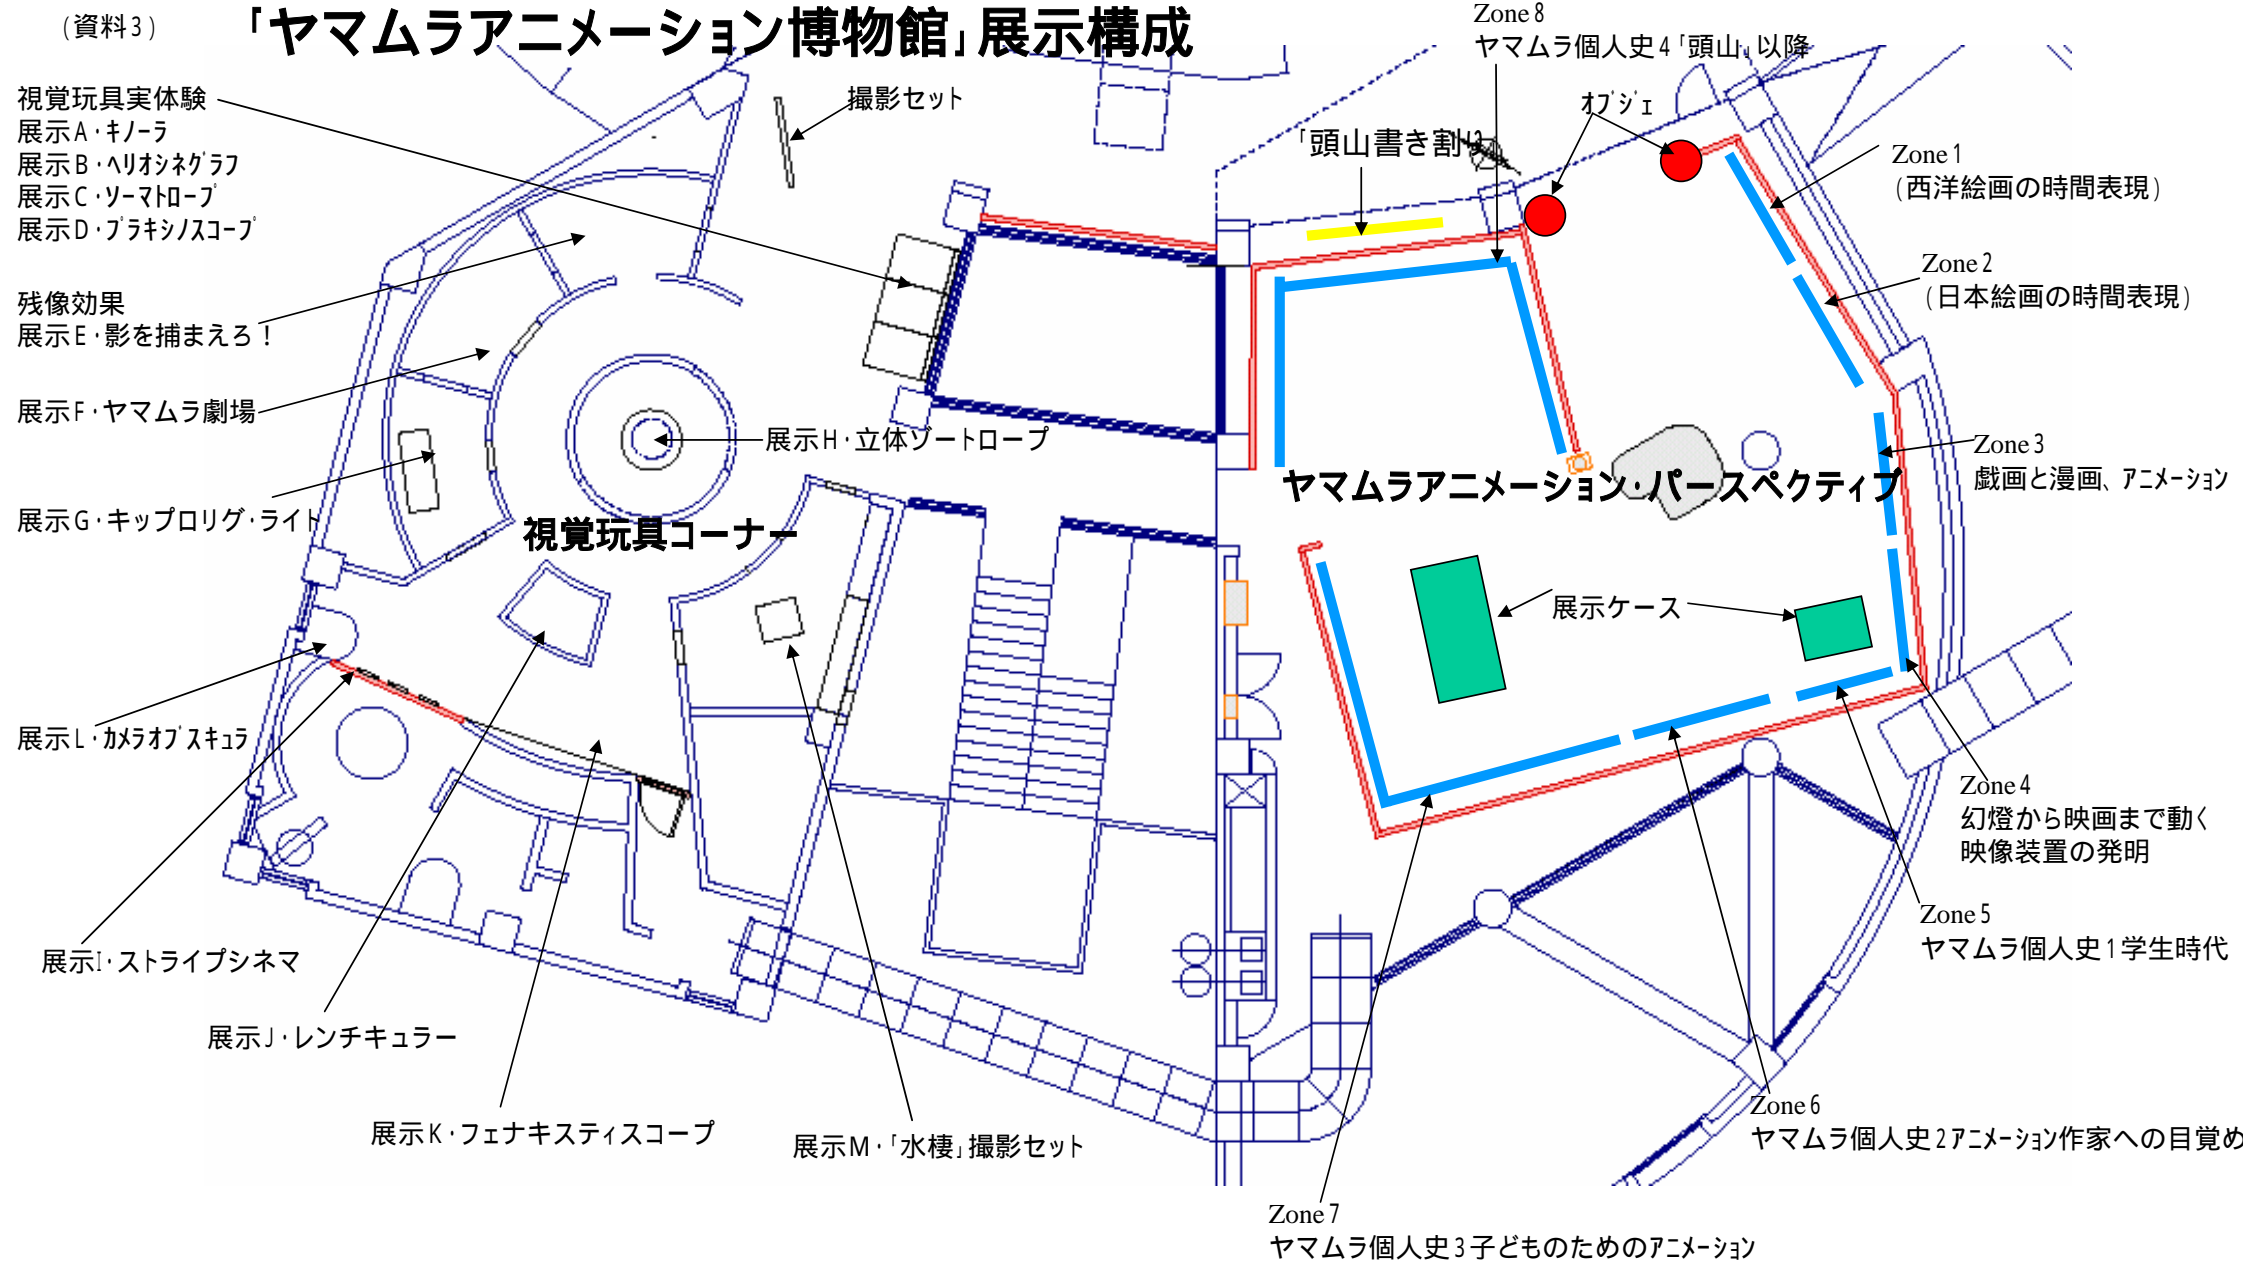 (資料3)
「ヤマムラアニメーション博物館」展示構成
視覚玩具実体験
展示A・キノーラ
展示B・ヘリオシネグラフ
展示C・ソーマトロープ
展示D・プラキシノスコープ
残像効果
展示E・影を捕まえろ!
展示F・ヤマムラ劇場
展示G・キップロリグ・ライト
展示L・カメラオブスキュラ
展示I・ストライプシネマ
展示J・レンチキュラー
展示K・フェナキスティスコープ
展示M・「水棲」撮影セット
撮影セット
展示H・立体ゾートロープ
視覚玩具コーナー
Zone8
ヤマムラ個人史4「頭山」以降
オブジェ
「頭山書き割り」
Zone1
(西洋絵画の時間表現)
Zone2
(日本絵画の時間表現)
Zone3
戯画と漫画、アニメーション
ヤマムラアニメーション・パースペクティブ
展示ケース
Zone4
幻燈から映画まで動く
映像装置の発明
Zone5
ヤマムラ個人史1学生時代
Zone6
ヤマムラ個人史2アニメーション作家への目覚め
Zone7
ヤマムラ個人史3子どものためのアニメーション